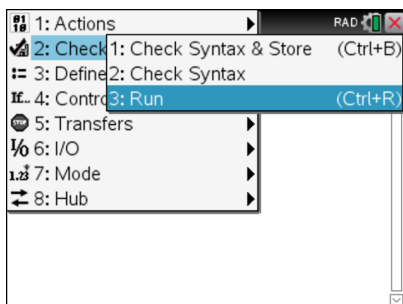 1: Actions
RAD
2: Check
1: Check Syntax & Store (Ctrl+B)
3: Define
2: Check Syntax
4: Contro
3: Run (Ctrl+R)
5: Transfers
6: I/O
7: Mode
8: Hub